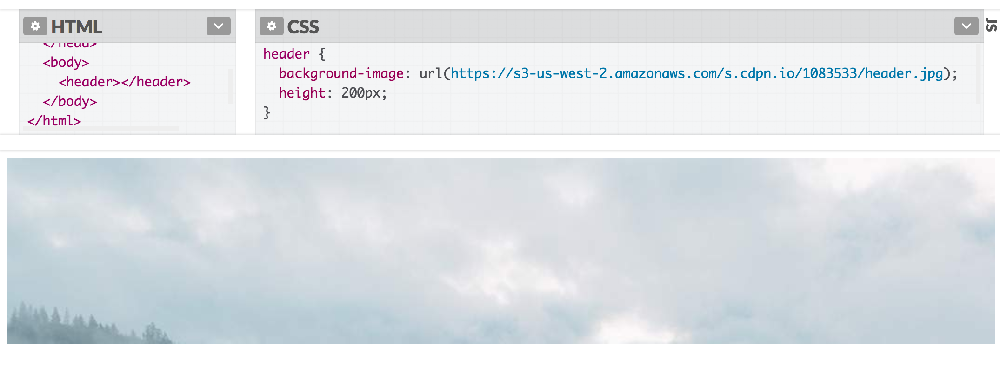 HTML
</head>
<body>
<header></header>
</body>
</html>
CSS
header {
background-image: url(https://s3-us-west-2.amazonaws.com/s.cdpn.io/1083533/header.jpg);
height: 200px;
}
JS